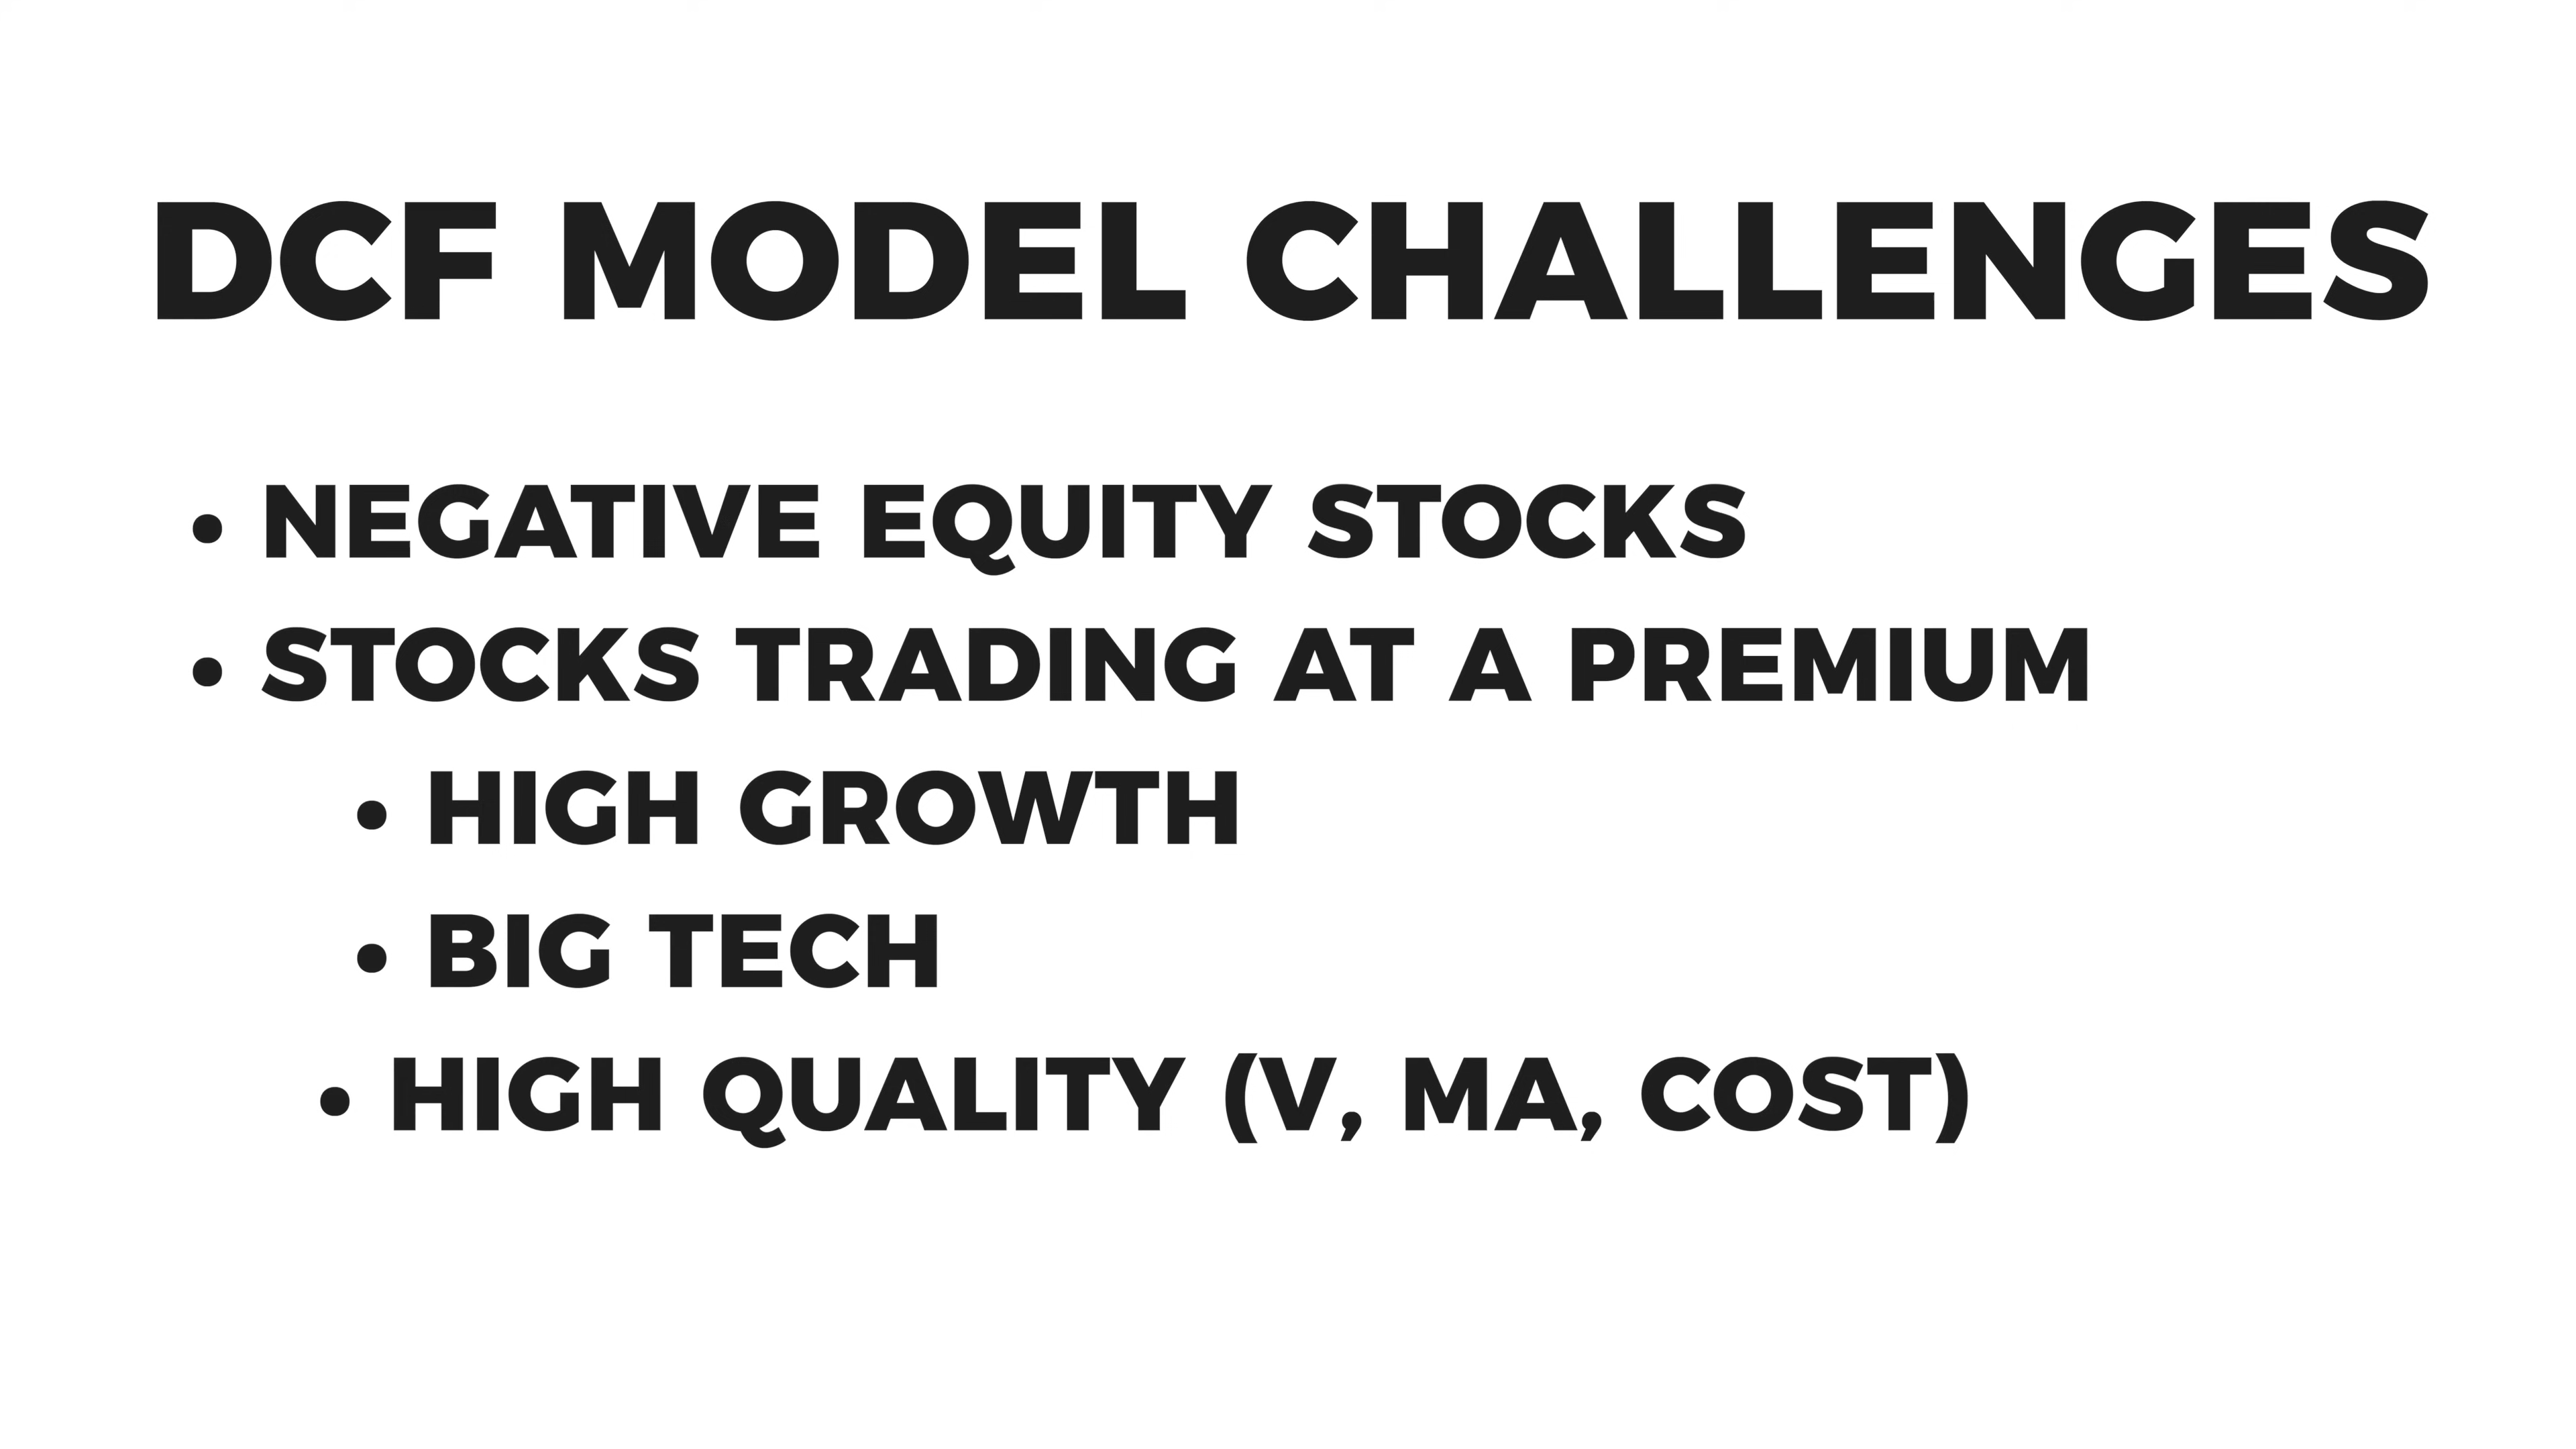 DCF MODEL CHALLENGES
• NEGATIVE EQUITY STOCKS
• STOCKS TRADING AT A PREMIUM
• HIGH GROWTH
• BIG TECH
• HIGH QUALITY (V, MA, COST)